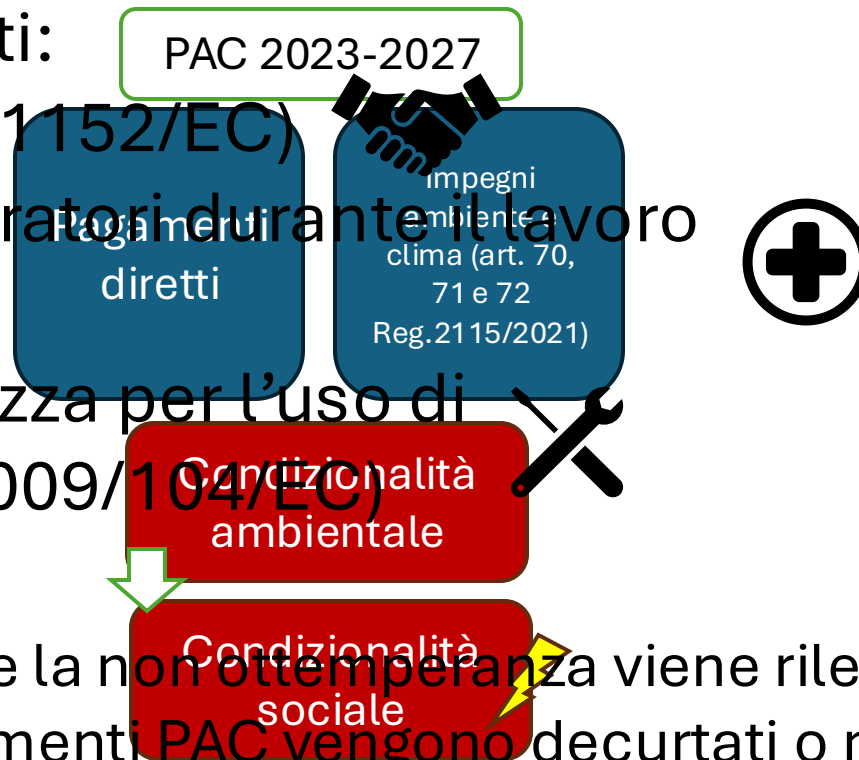 ti:
PAC 2023-2027
1152/EC)
Impegni
ratori durante il lavoro
Pagamenti
ambiente e
diretti
clima (art. 70,
71 e 72
Reg.2115/2021)
zza per l’uso di
009/104/EC)
Condizionalità
ambientale
Condizionalità
sociale
e la non ottemperanza viene rile
menti PAC vengono decurtati o